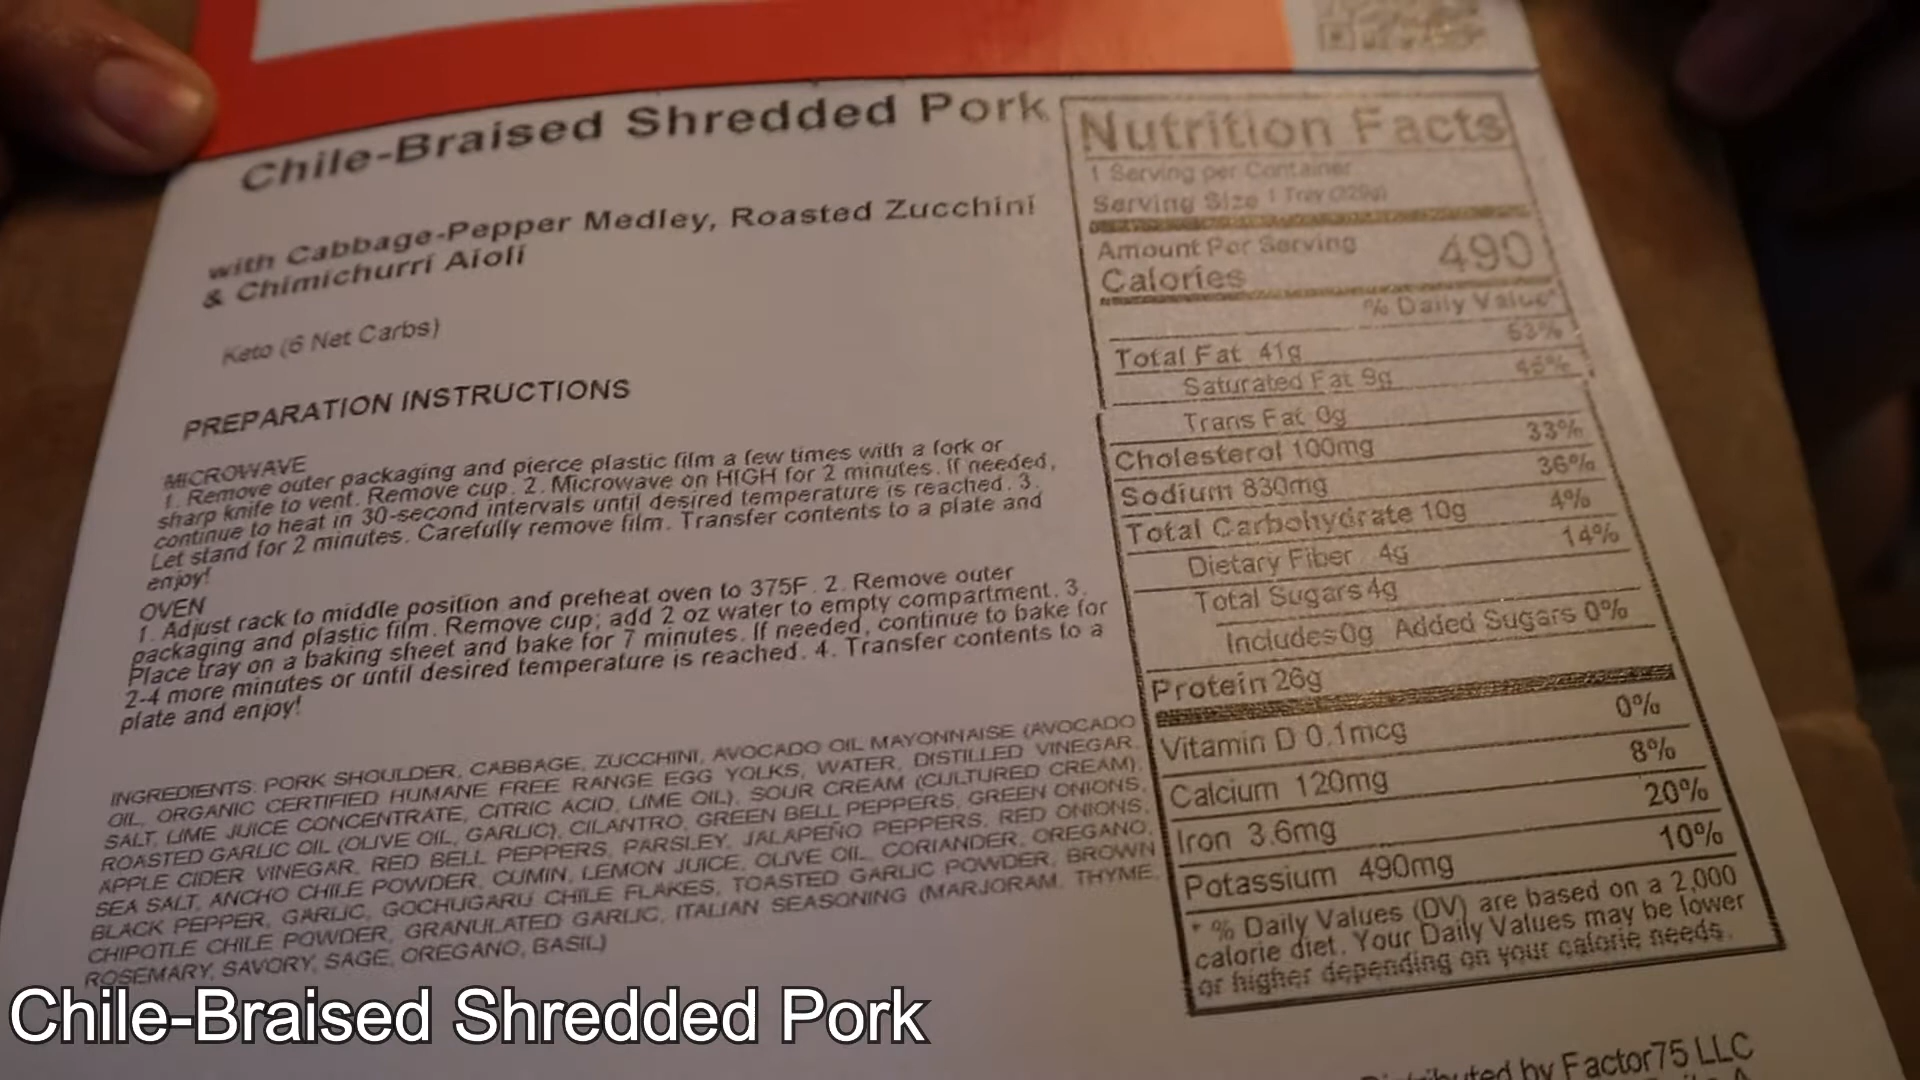 Chile-Braised Shredded Pork
with Cabbage-Pepper Medley, Roasted Zucchini
& Chimichurri Aioli
Keto (6 Net Carbs)
PREPARATION INSTRUCTIONS
MICROWAVE
1. Remove outer packaging and pierce plastic film a few times with a fork or
sharp knife to vent. Remove cup. 2. Microwave on HIGH for 2 minutes. If needed,
continue to heat in 30-second intervals until desired temperature is reached. 3.
Let stand for 2 minutes. Carefully remove film. Transfer contents to a plate and
enjoy!
OVEN
1. Adjust rack to middle position and preheat oven to 375F. 2. Remove outer
packaging and plastic film. Remove cup; add 2 oz water to empty compartment. 3.
Place tray on a baking sheet and bake for 7 minutes. If needed, continue to bake for
2-4 more minutes or until desired temperature is reached. 4. Transfer contents to a
plate and enjoy!
INGREDIENTS: PORK SHOULDER, CABBAGE, ZUCCHINI, AVOCADO OIL MAYONNAISE (AVOCADO
OIL, ORGANIC CERTIFIED HUMANE FREE RANGE EGG YOLKS, WATER, DISTILLED VINEGAR,
SALT, LIME JUICE CONCENTRATE, CITRIC ACID, LIME OIL), SOUR CREAM (CULTURED CREAM),
ROASTED GARLIC OIL (OLIVE OIL, GARLIC), CILANTRO, GREEN BELL PEPPERS, GREEN ONIONS,
APPLE CIDER VINEGAR, RED BELL PEPPERS, PARSLEY, JALAPEÑO PEPPERS, RED ONIONS,
SEA SALT, ANCHO CHILE POWDER, CUMIN, LEMON JUICE, OLIVE OIL, CORIANDER, OREGANO,
BLACK PEPPER, GARLIC, GOCHUGARU CHILE FLAKES, TOASTED GARLIC POWDER, BROWN
CHIPOTLE CHILE POWDER, GRANULATED GARLIC, ITALIAN SEASONING (MARJORAM, THYME,
ROSEMARY, SAVORY, SAGE, OREGANO, BASIL)
Nutrition Facts
1 Serving per Container
Serving Size 1 Tray (329g)
Amount Per Serving
Calories 490
% Daily Value*
Total Fat 41g 53%
Saturated Fat 9g 45%
Trans Fat 0g
Cholesterol 100mg 33%
Sodium 830mg 36%
Total Carbohydrate 10g 4%
Dietary Fiber 4g 14%
Total Sugars 4g
Includes 0g Added Sugars 0%
Protein 26g
Vitamin D 0.1mcg 0%
Calcium 120mg 8%
Iron 3.6mg 20%
Potassium 490mg 10%
* % Daily Values (DV) are based on a 2,000
calorie diet. Your Daily Values may be lower
or higher depending on your calorie needs.
by Factor75 LLC
Chile-Braised Shredded Pork